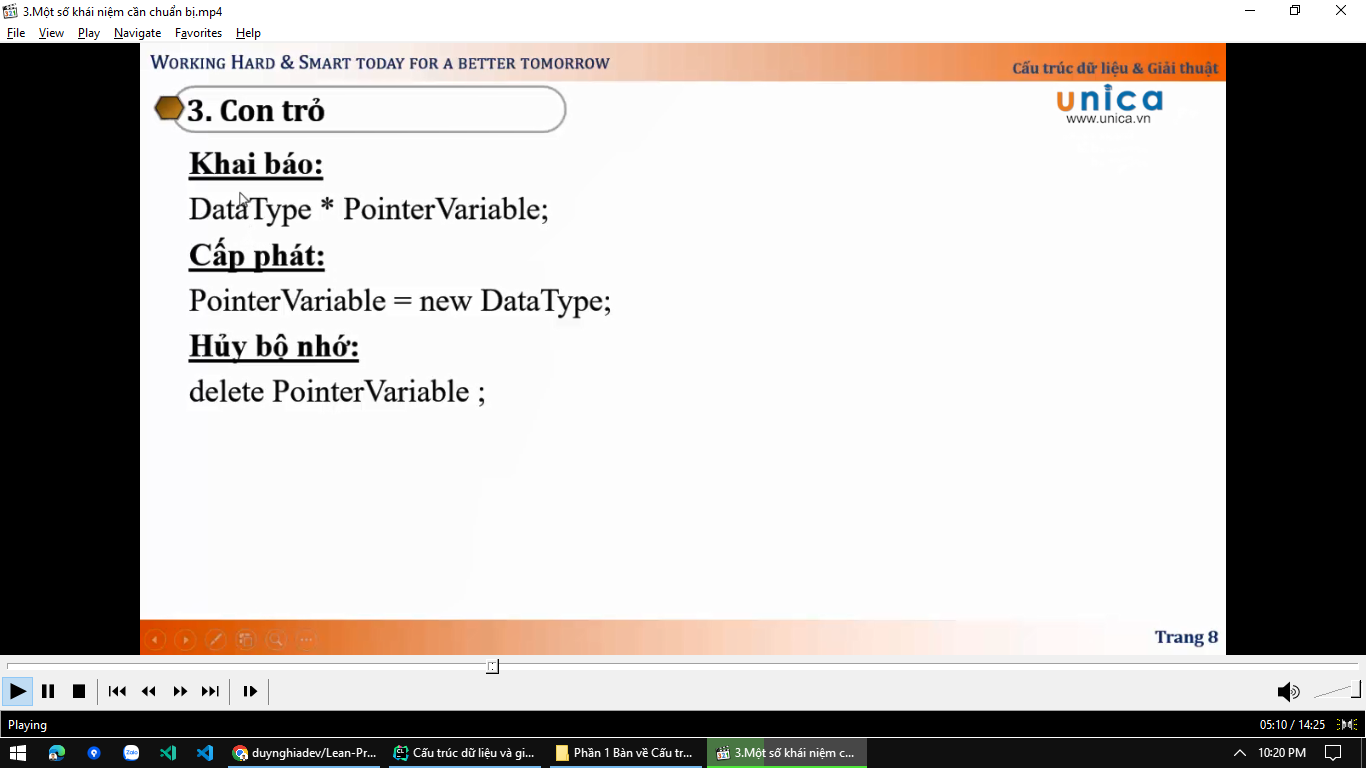 3.Một số khái niệm cần chuẩn bị.mp4
File View Play Navigate Favorites Help
WORKING HARD & SMART TODAY FOR A BETTER TOMORROW
Cấu trúc dữ liệu & Giải thuật
unica
www.unica.vn
3. Con trỏ
Khai báo:
DataType * PointerVariable;
Cấp phát:
PointerVariable = new DataType;
Hủy bộ nhớ:
delete PointerVariable ;
Trang 8
Playing
05:10 / 14:25
duynghiadev/Lean-Pr...
Cấu trúc dữ liệu và gi...
Phần 1 Bàn về Cấu tr...
3.Một số khái niệm c...
10:20 PM